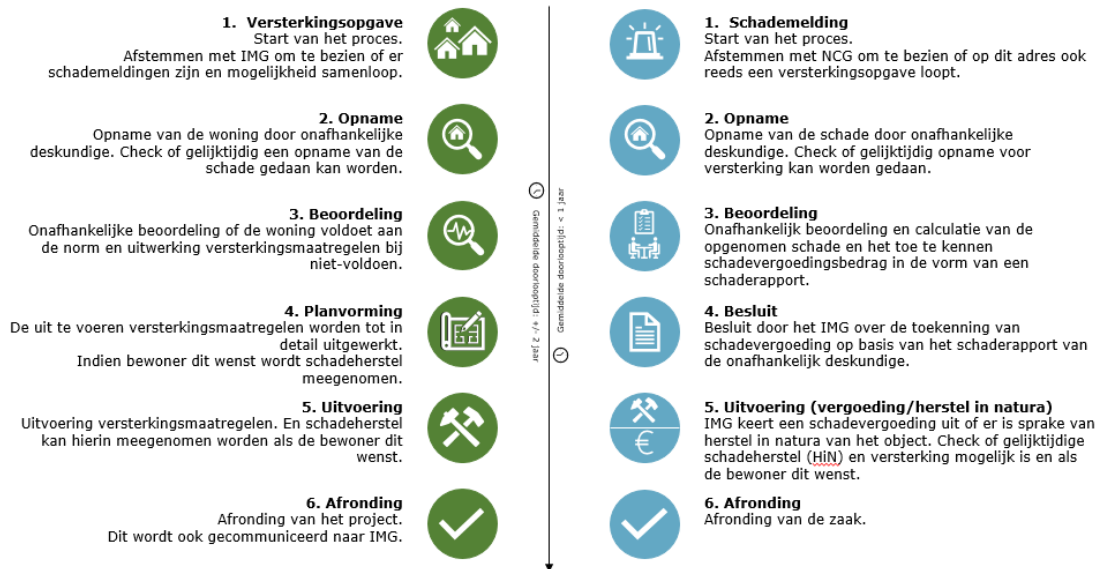 1. Versterkingsopgave
Start van het proces.
Afstemmen met IMG om te bezien of er
schademeldingen zijn en mogelijkheid samenloop.
2. Opname
Opname van de woning door onafhankelijke
deskundige. Check of gelijktijdig een opname van de
schade gedaan kan worden.
3. Beoordeling
Onafhankelijke beoordeling of de woning voldoet aan
de norm en uitwerking versterkingsmaatregelen bij
niet-voldoen.
4. Planvorming
De uit te voeren versterkingsmaatregelen worden tot in
detail uitgewerkt.
Indien bewoner dit wenst wordt schadeherstel
meegenomen.
5. Uitvoering
Uitvoering versterkingsmaatregelen. En schadeherstel
kan hierin meegenomen worden als de bewoner dit
wenst.
6. Afronding
Afronding van het project.
Dit wordt ook gecommuniceerd naar IMG.
Gemiddelde doorlooptijd: +/- 2 jaar
Gemiddelde doorlooptijd: < 1 jaar
1. Schademelding
Start van het proces.
Afstemmen met NCG om te bezien of op dit adres ook
reeds een versterkingsopgave loopt.
2. Opname
Opname van de schade door onafhankelijke
deskundige. Check of gelijktijdig opname voor
versterking kan worden gedaan.
3. Beoordeling
Onafhankelijk beoordeling en calculatie van de
opgenomen schade en het toe te kennen
schadevergoedingsbedrag in de vorm van een
schaderapport.
4. Besluit
Besluit door het IMG over de toekenning van
schadevergoeding op basis van het schaderapport van
de onafhankelijk deskundige.
5. Uitvoering (vergoeding/herstel in natura)
IMG keert een schadevergoeding uit of er is sprake van
herstel in natura van het object. Check of gelijktijdige
schadeherstel (HiN) en versterking mogelijk is en als
de bewoner dit wenst.
€
6. Afronding
Afronding van de zaak.